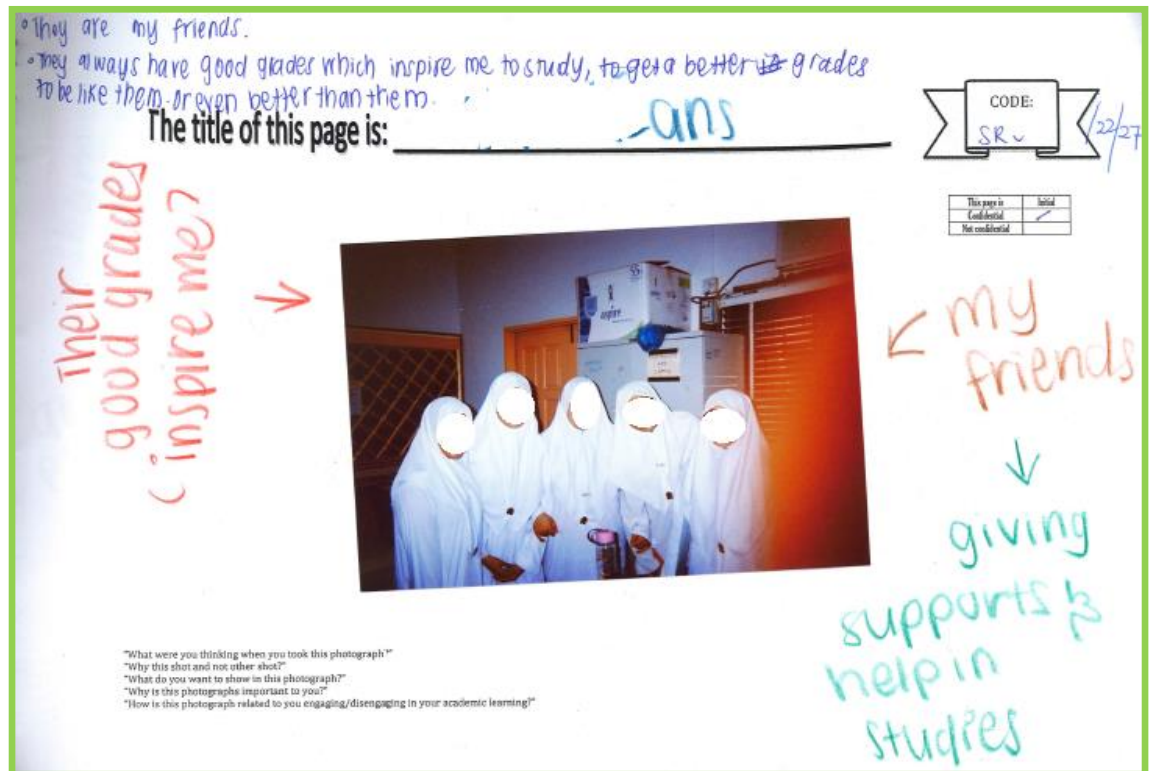 • They are my friends.
• They always have good grades which inspire me to study, to get a better grades
to be like them or even better than them.
The title of this page is: -ans
CODE:
SR /22/27
This page is Initial
Confidential ✓
Not confidential
Their
good grades
(inspire me)
aspire
my
friends
giving
supports &
help in
studies
"What were you thinking when you took this photograph?"
"Why this shot and not other shot?"
"What do you want to show in this photograph?"
"Why is this photographs important to you?"
"How is this photograph related to you engaging/disengaging in your academic learning?"